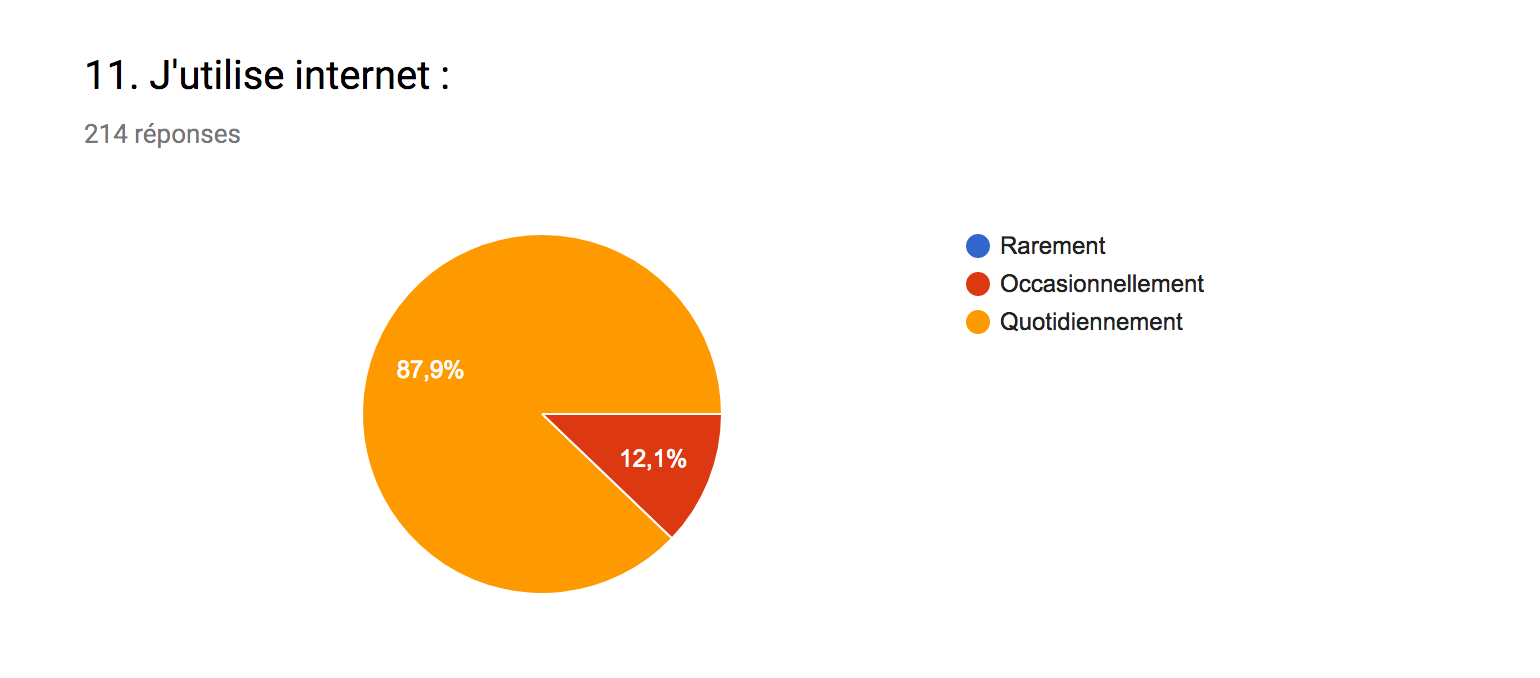 11. J'utilise internet :
214 réponses
Rarement
Occasionnellement
Quotidiennement
87,9%
12,1%